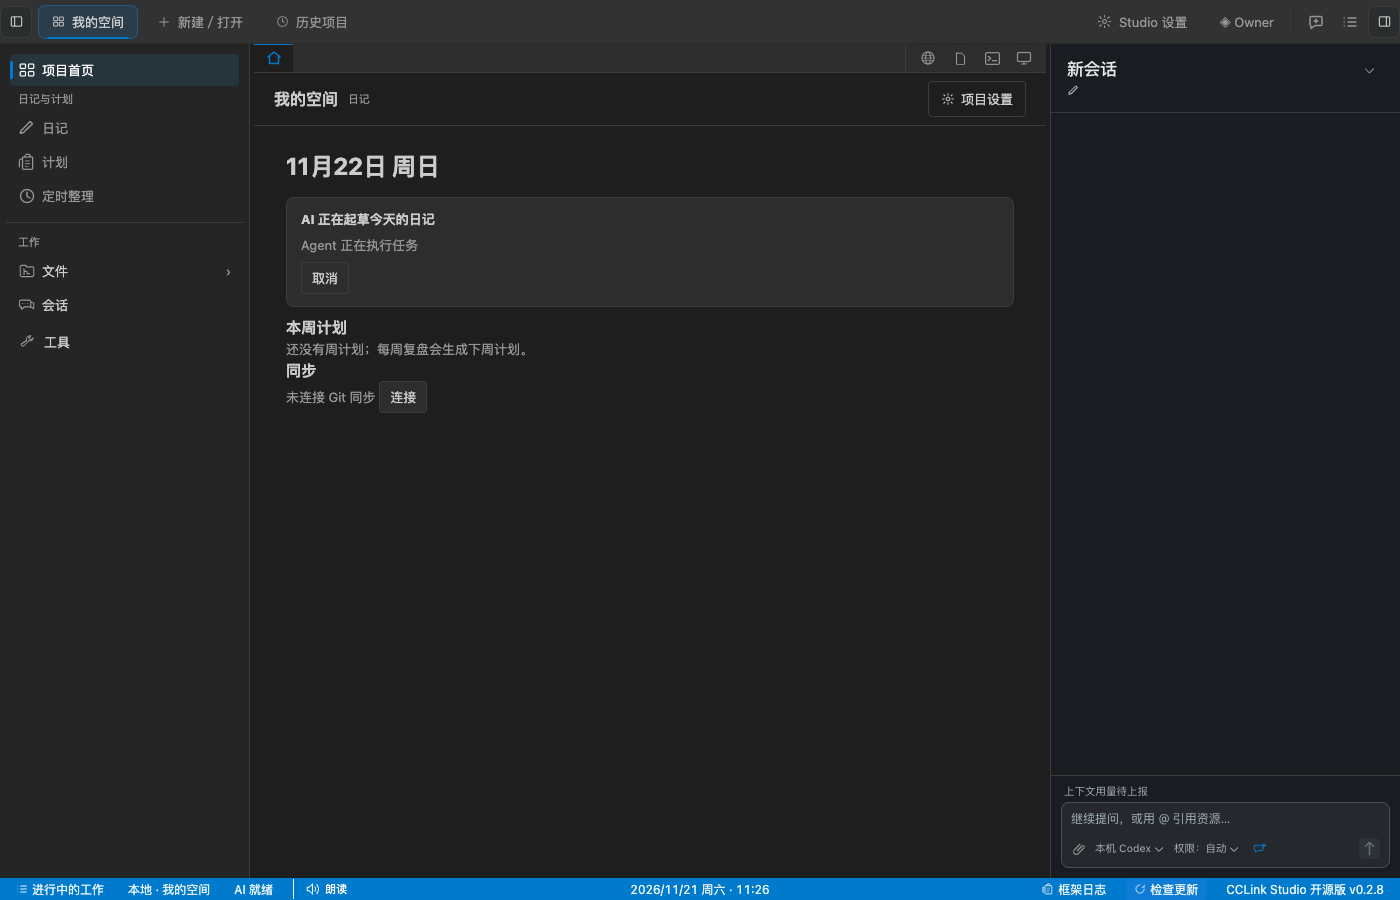 我的空间
新建 / 打开
历史项目
Studio 设置
Owner
项目首页
日记与计划
日记
计划
定时整理
工作
文件
会话
工具
我的空间 日记
项目设置
11月22日 周日
AI 正在起草今天的日记
Agent 正在执行任务
取消
本周计划
还没有周计划；每周复盘会生成下周计划。
同步
未连接 Git 同步 连接
新会话
上下文用量待上报
继续提问，或用 @ 引用资源...
本机 Codex 权限：自动
进行中的工作 本地 · 我的空间 AI 就绪 朗读 2026/11/21 周六 · 11:26 框架日志 检查更新 CCLink Studio 开源版 v0.2.8